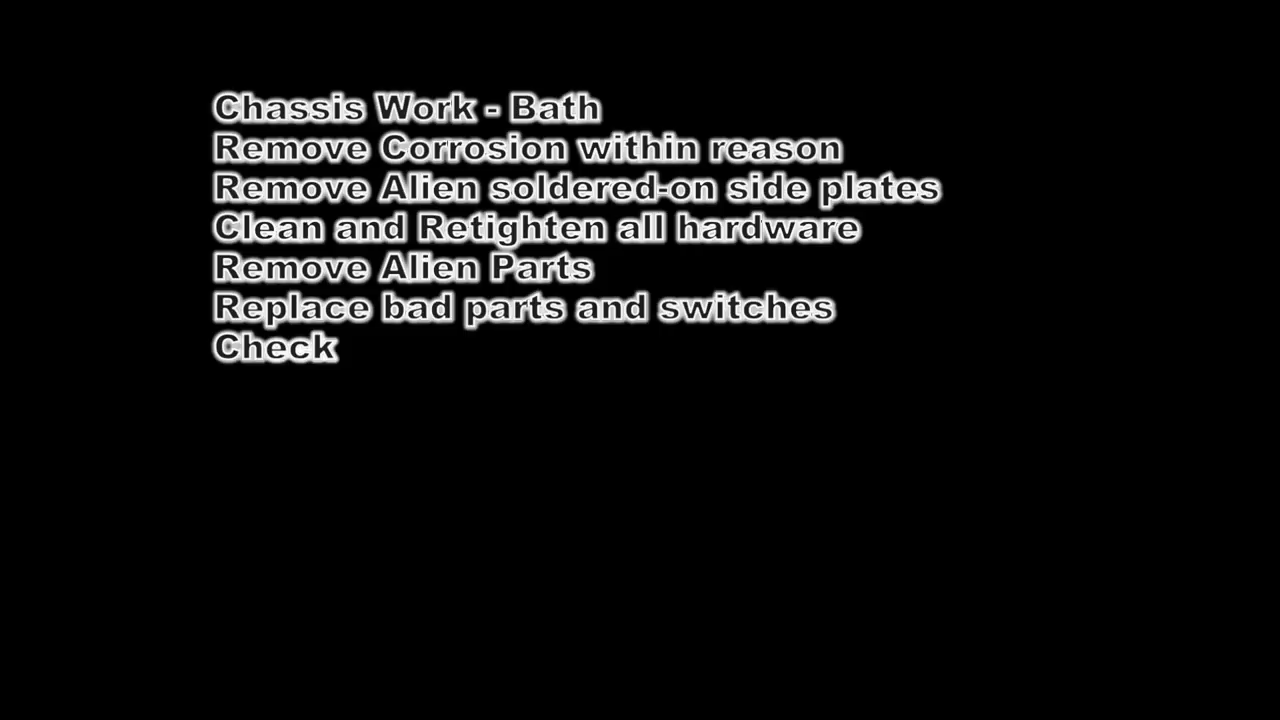 Chassis Work - Bath
Remove Corrosion within reason
Remove Alien soldered-on side plates
Clean and Retighten all hardware
Remove Alien Parts
Replace bad parts and switches
Check